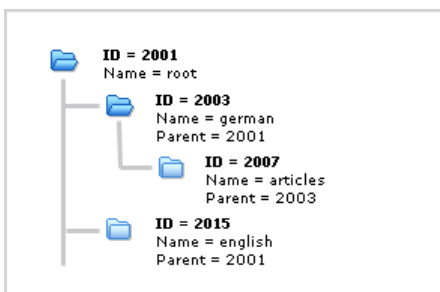 ID = 2001
Name = root
ID = 2003
Name = german
Parent = 2001
ID = 2007
Name = articles
Parent = 2003
ID = 2015
Name = english
Parent = 2001